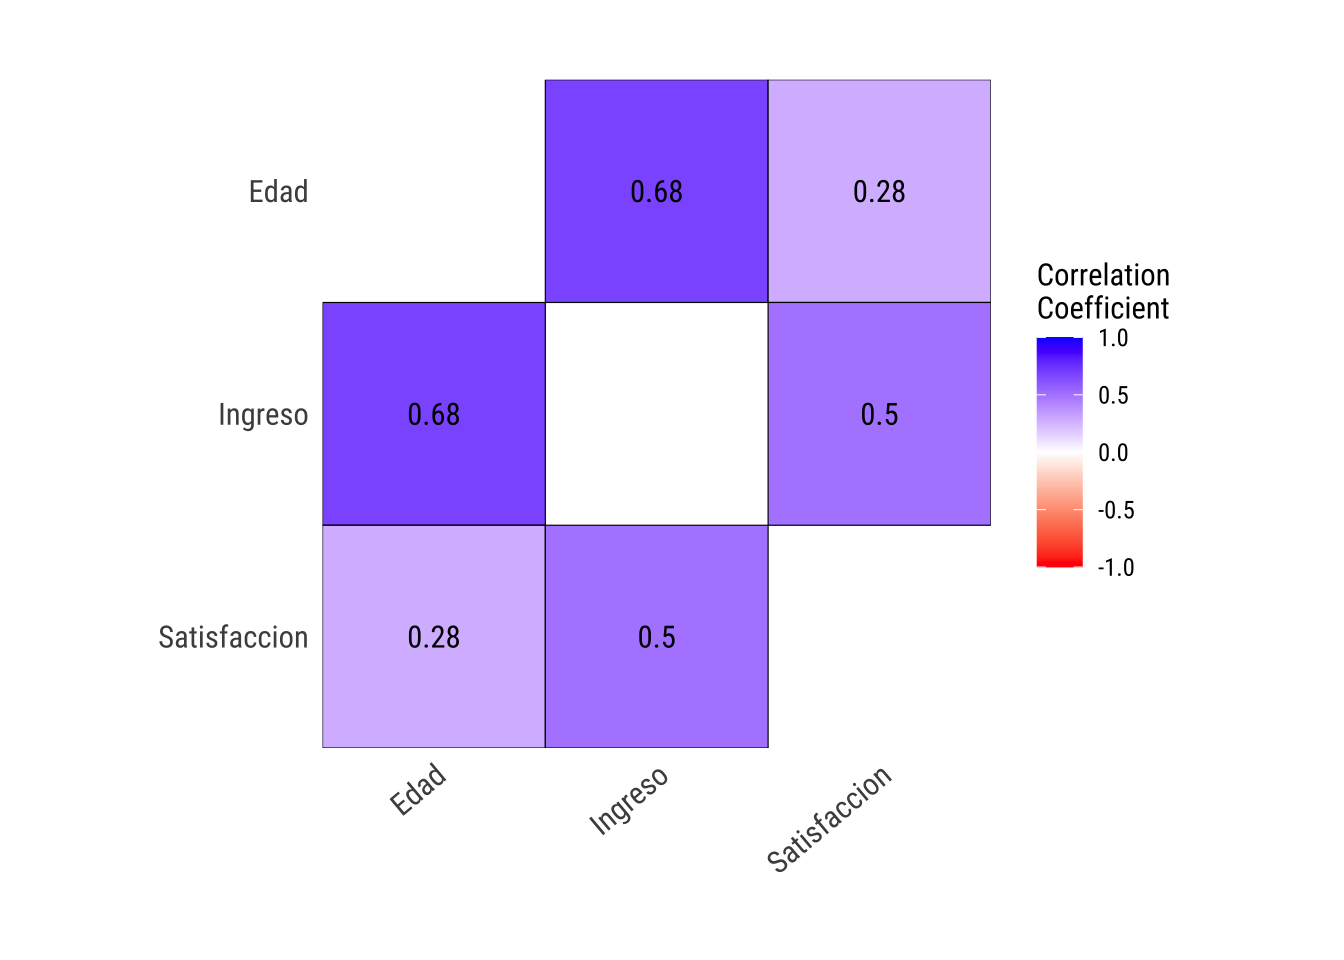 Edad
0.68
0.28
Ingreso
0.68
0.5
Satisfaccion
0.28
0.5
Edad
Ingreso
Satisfaccion
Correlation
Coefficient
1.0
0.5
0.0
-0.5
-1.0